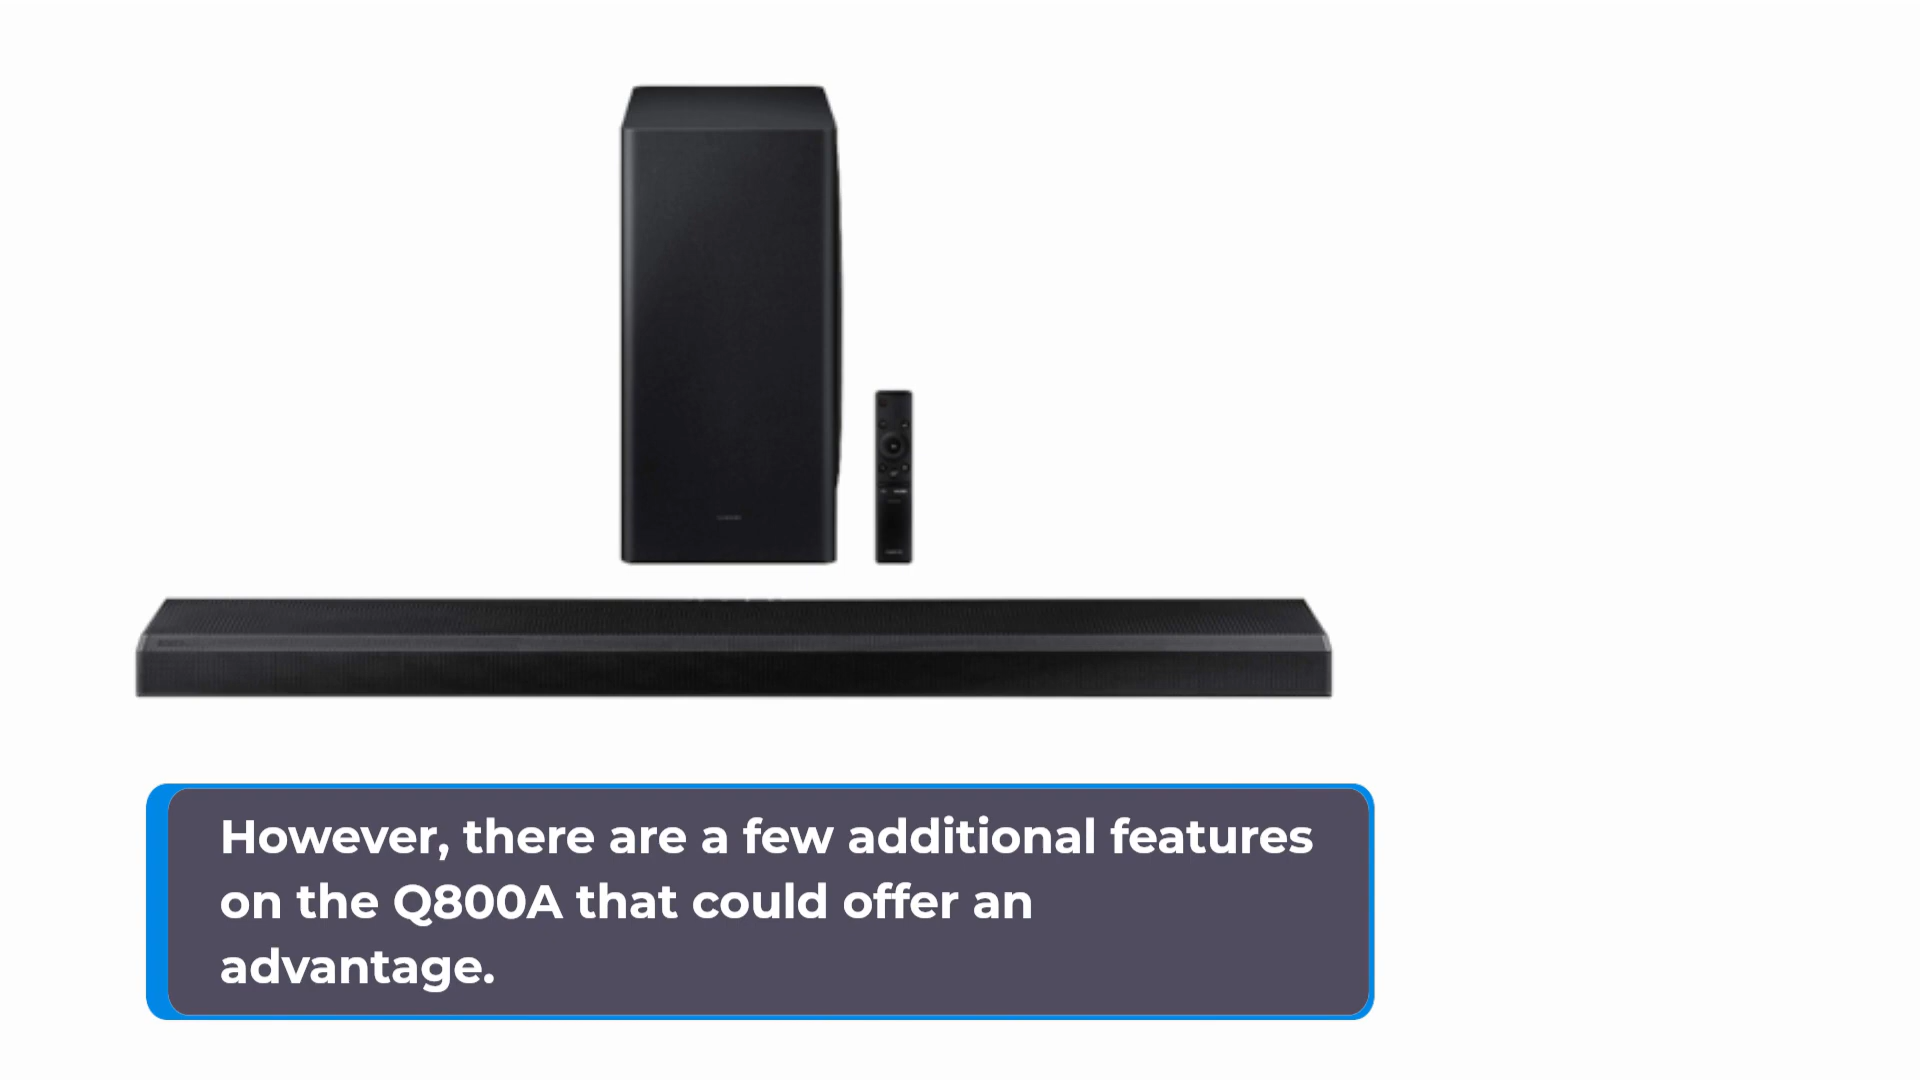 However, there are a few additional features
on the Q800A that could offer an
advantage.